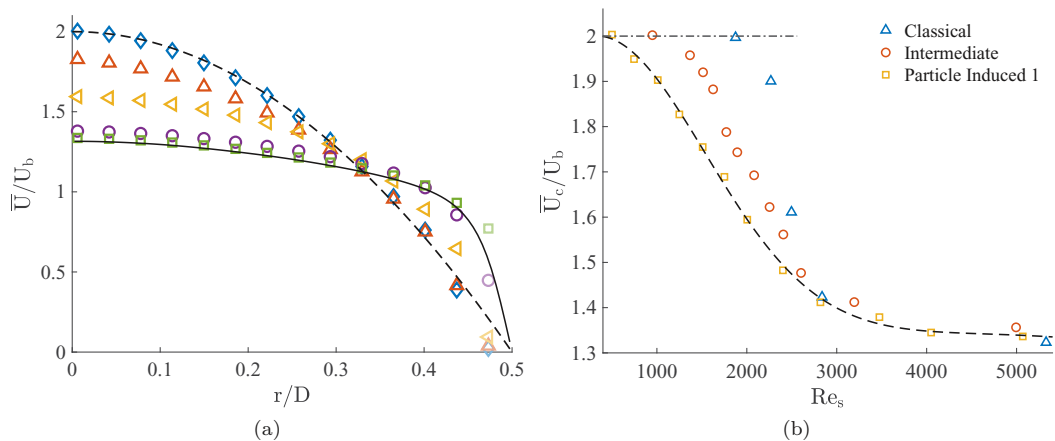 2
1.5
1
0.5
0
0
0.1
0.2
0.3
0.4
0.5
U̅/U_b
r/D
(a)
2
1.9
1.8
1.7
1.6
1.5
1.4
1.3
1000
2000
3000
4000
5000
U̅_c/U_b
Re_s
Classical
Intermediate
Particle Induced 1
(b)